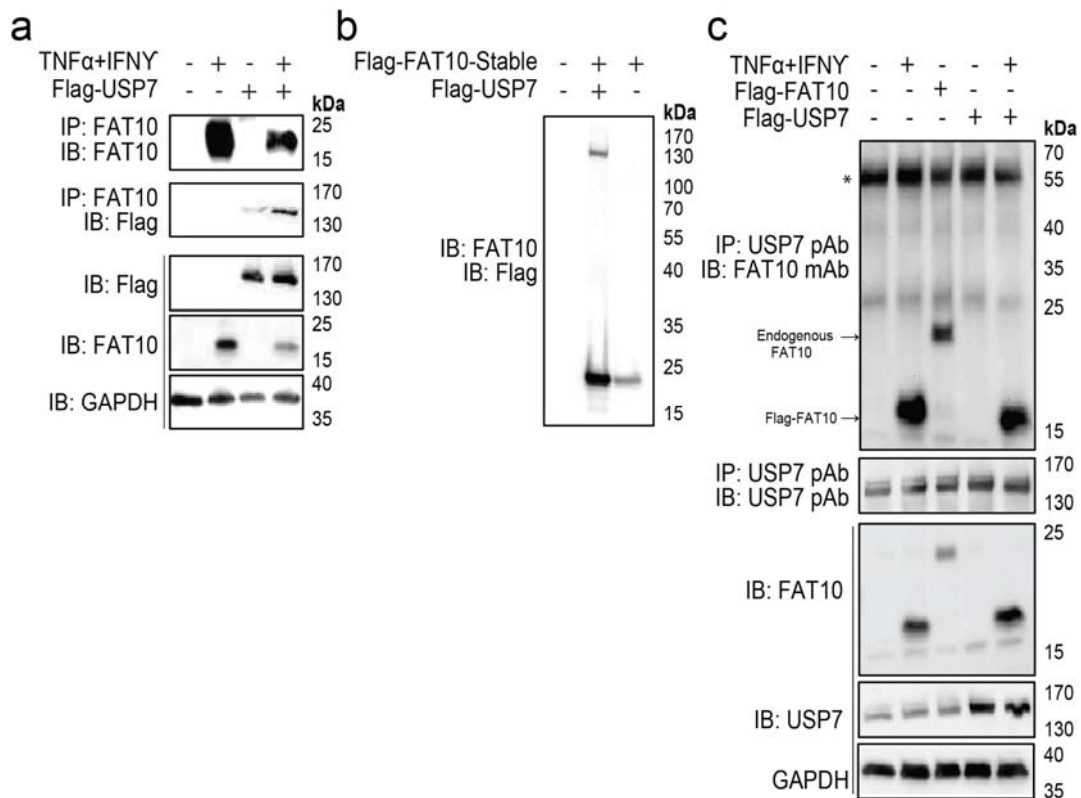 a
TNFα+IFNƔ - + - +
Flag-USP7 - - + +
kDa
IP: FAT10
IB: FAT10
25
15
IP: FAT10
IB: Flag
170
130
IB: Flag
170
130
IB: FAT10
25
15
IB: GAPDH
40
35
b
Flag-FAT10-Stable - + +
Flag-USP7 - + -
kDa
170
130
100
70
55
40
35
25
15
IB: FAT10
IB: Flag
c
TNFα+IFNƔ - + - - +
Flag-FAT10 - - + - -
Flag-USP7 - - - + +
kDa
70
55
40
35
25
15
*
IP: USP7 pAb
IB: FAT10 mAb
Endogenous
FAT10
Flag-FAT10
IP: USP7 pAb
IB: USP7 pAb
170
130
IB: FAT10
25
15
IB: USP7
170
130
GAPDH
40
35